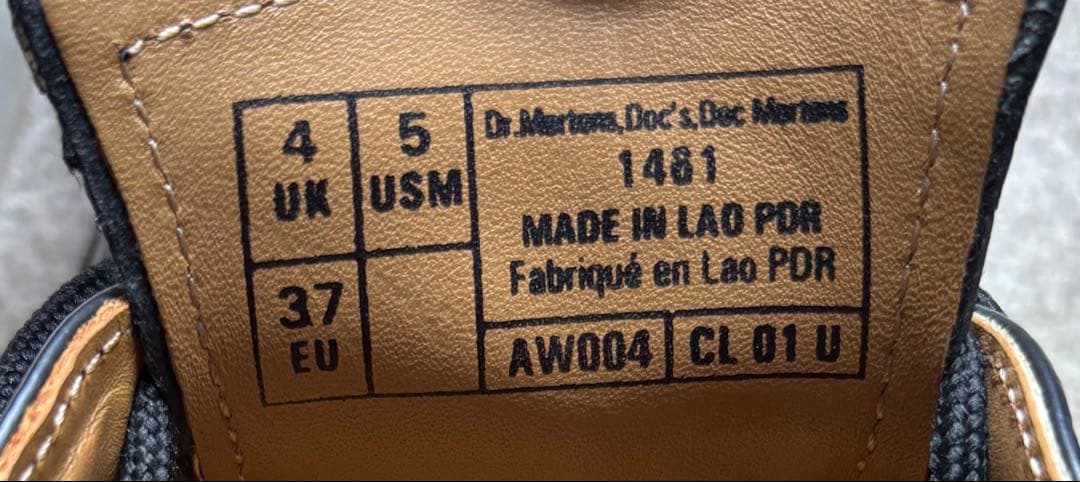 4
UK
5
USM
37
EU
Dr.Martens,Doc's,Doc Martens
1461
MADE IN LAO PDR
Fabriqué en Lao PDR
AW004
CL 01 U